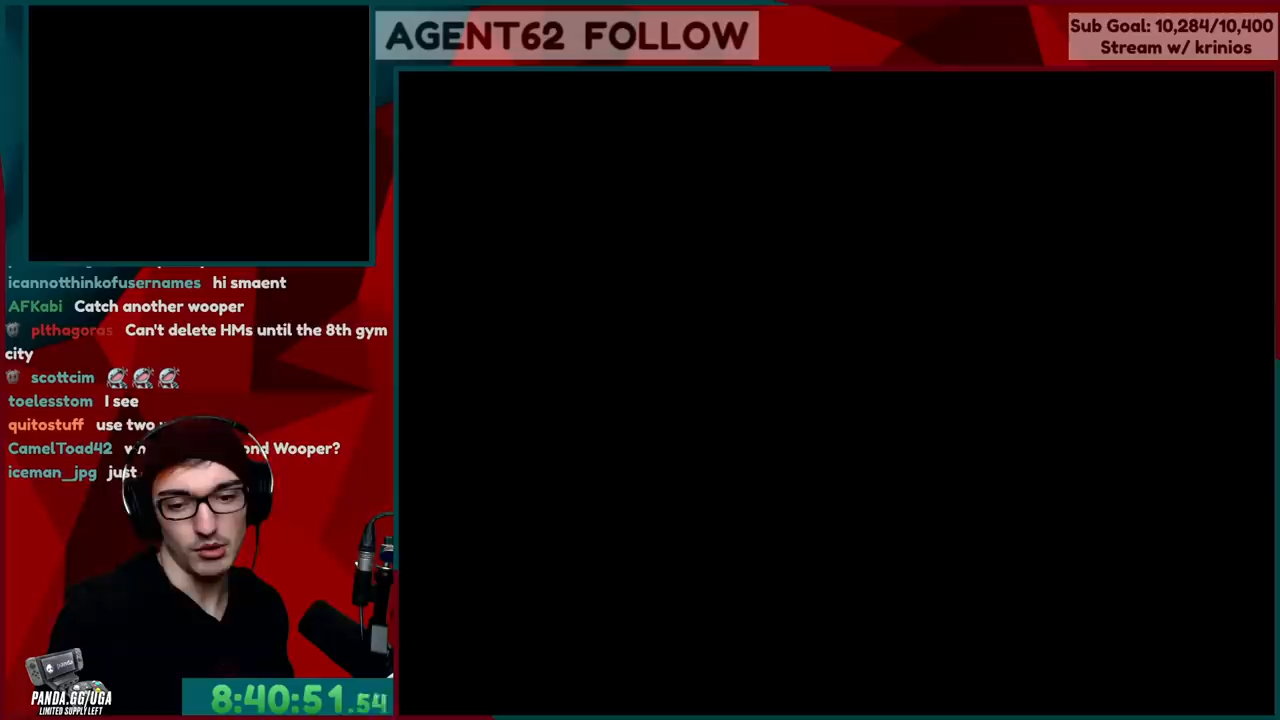 AGENT62 FOLLOW
Sub Goal: 10,284/10,400
Stream w/ krinios
icannotthinkofusernames hi smaent
AFKabi Catch another wooper
plthagoras Can't delete HMs until the 8th gym
city
scottcim
toelesstom I see
quitostuff use two
CamelToad42 ond Wooper?
iceman_jpg just
panda
PANDA.GG/UGA
LIMITED SUPPLY LEFT
8:40:51.54